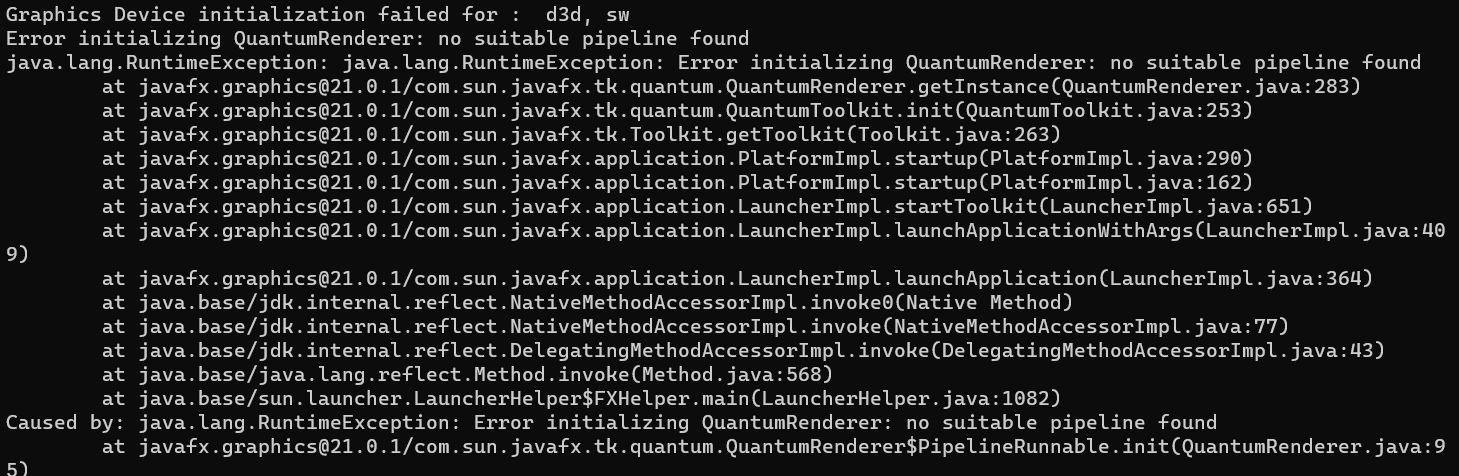 Graphics Device initialization failed for :  d3d, sw
Error initializing QuantumRenderer: no suitable pipeline found
java.lang.RuntimeException: java.lang.RuntimeException: Error initializing QuantumRenderer: no suitable pipeline found
        at javafx.graphics@21.0.1/com.sun.javafx.tk.quantum.QuantumRenderer.getInstance(QuantumRenderer.java:283)
        at javafx.graphics@21.0.1/com.sun.javafx.tk.quantum.QuantumToolkit.init(QuantumToolkit.java:253)
        at javafx.graphics@21.0.1/com.sun.javafx.tk.Toolkit.getToolkit(Toolkit.java:263)
        at javafx.graphics@21.0.1/com.sun.javafx.application.PlatformImpl.startup(PlatformImpl.java:290)
        at javafx.graphics@21.0.1/com.sun.javafx.application.PlatformImpl.startup(PlatformImpl.java:162)
        at javafx.graphics@21.0.1/com.sun.javafx.application.LauncherImpl.startToolkit(LauncherImpl.java:651)
        at javafx.graphics@21.0.1/com.sun.javafx.application.LauncherImpl.launchApplicationWithArgs(LauncherImpl.java:40
9)
        at javafx.graphics@21.0.1/com.sun.javafx.application.LauncherImpl.launchApplication(LauncherImpl.java:364)
        at java.base/jdk.internal.reflect.NativeMethodAccessorImpl.invoke0(Native Method)
        at java.base/jdk.internal.reflect.NativeMethodAccessorImpl.invoke(NativeMethodAccessorImpl.java:77)
        at java.base/jdk.internal.reflect.DelegatingMethodAccessorImpl.invoke(DelegatingMethodAccessorImpl.java:43)
        at java.base/java.lang.reflect.Method.invoke(Method.java:568)
        at java.base/sun.launcher.LauncherHelper$FXHelper.main(LauncherHelper.java:1082)
Caused by: java.lang.RuntimeException: Error initializing QuantumRenderer: no suitable pipeline found
        at javafx.graphics@21.0.1/com.sun.javafx.tk.quantum.QuantumRenderer$PipelineRunnable.init(QuantumRenderer.java:9
5)